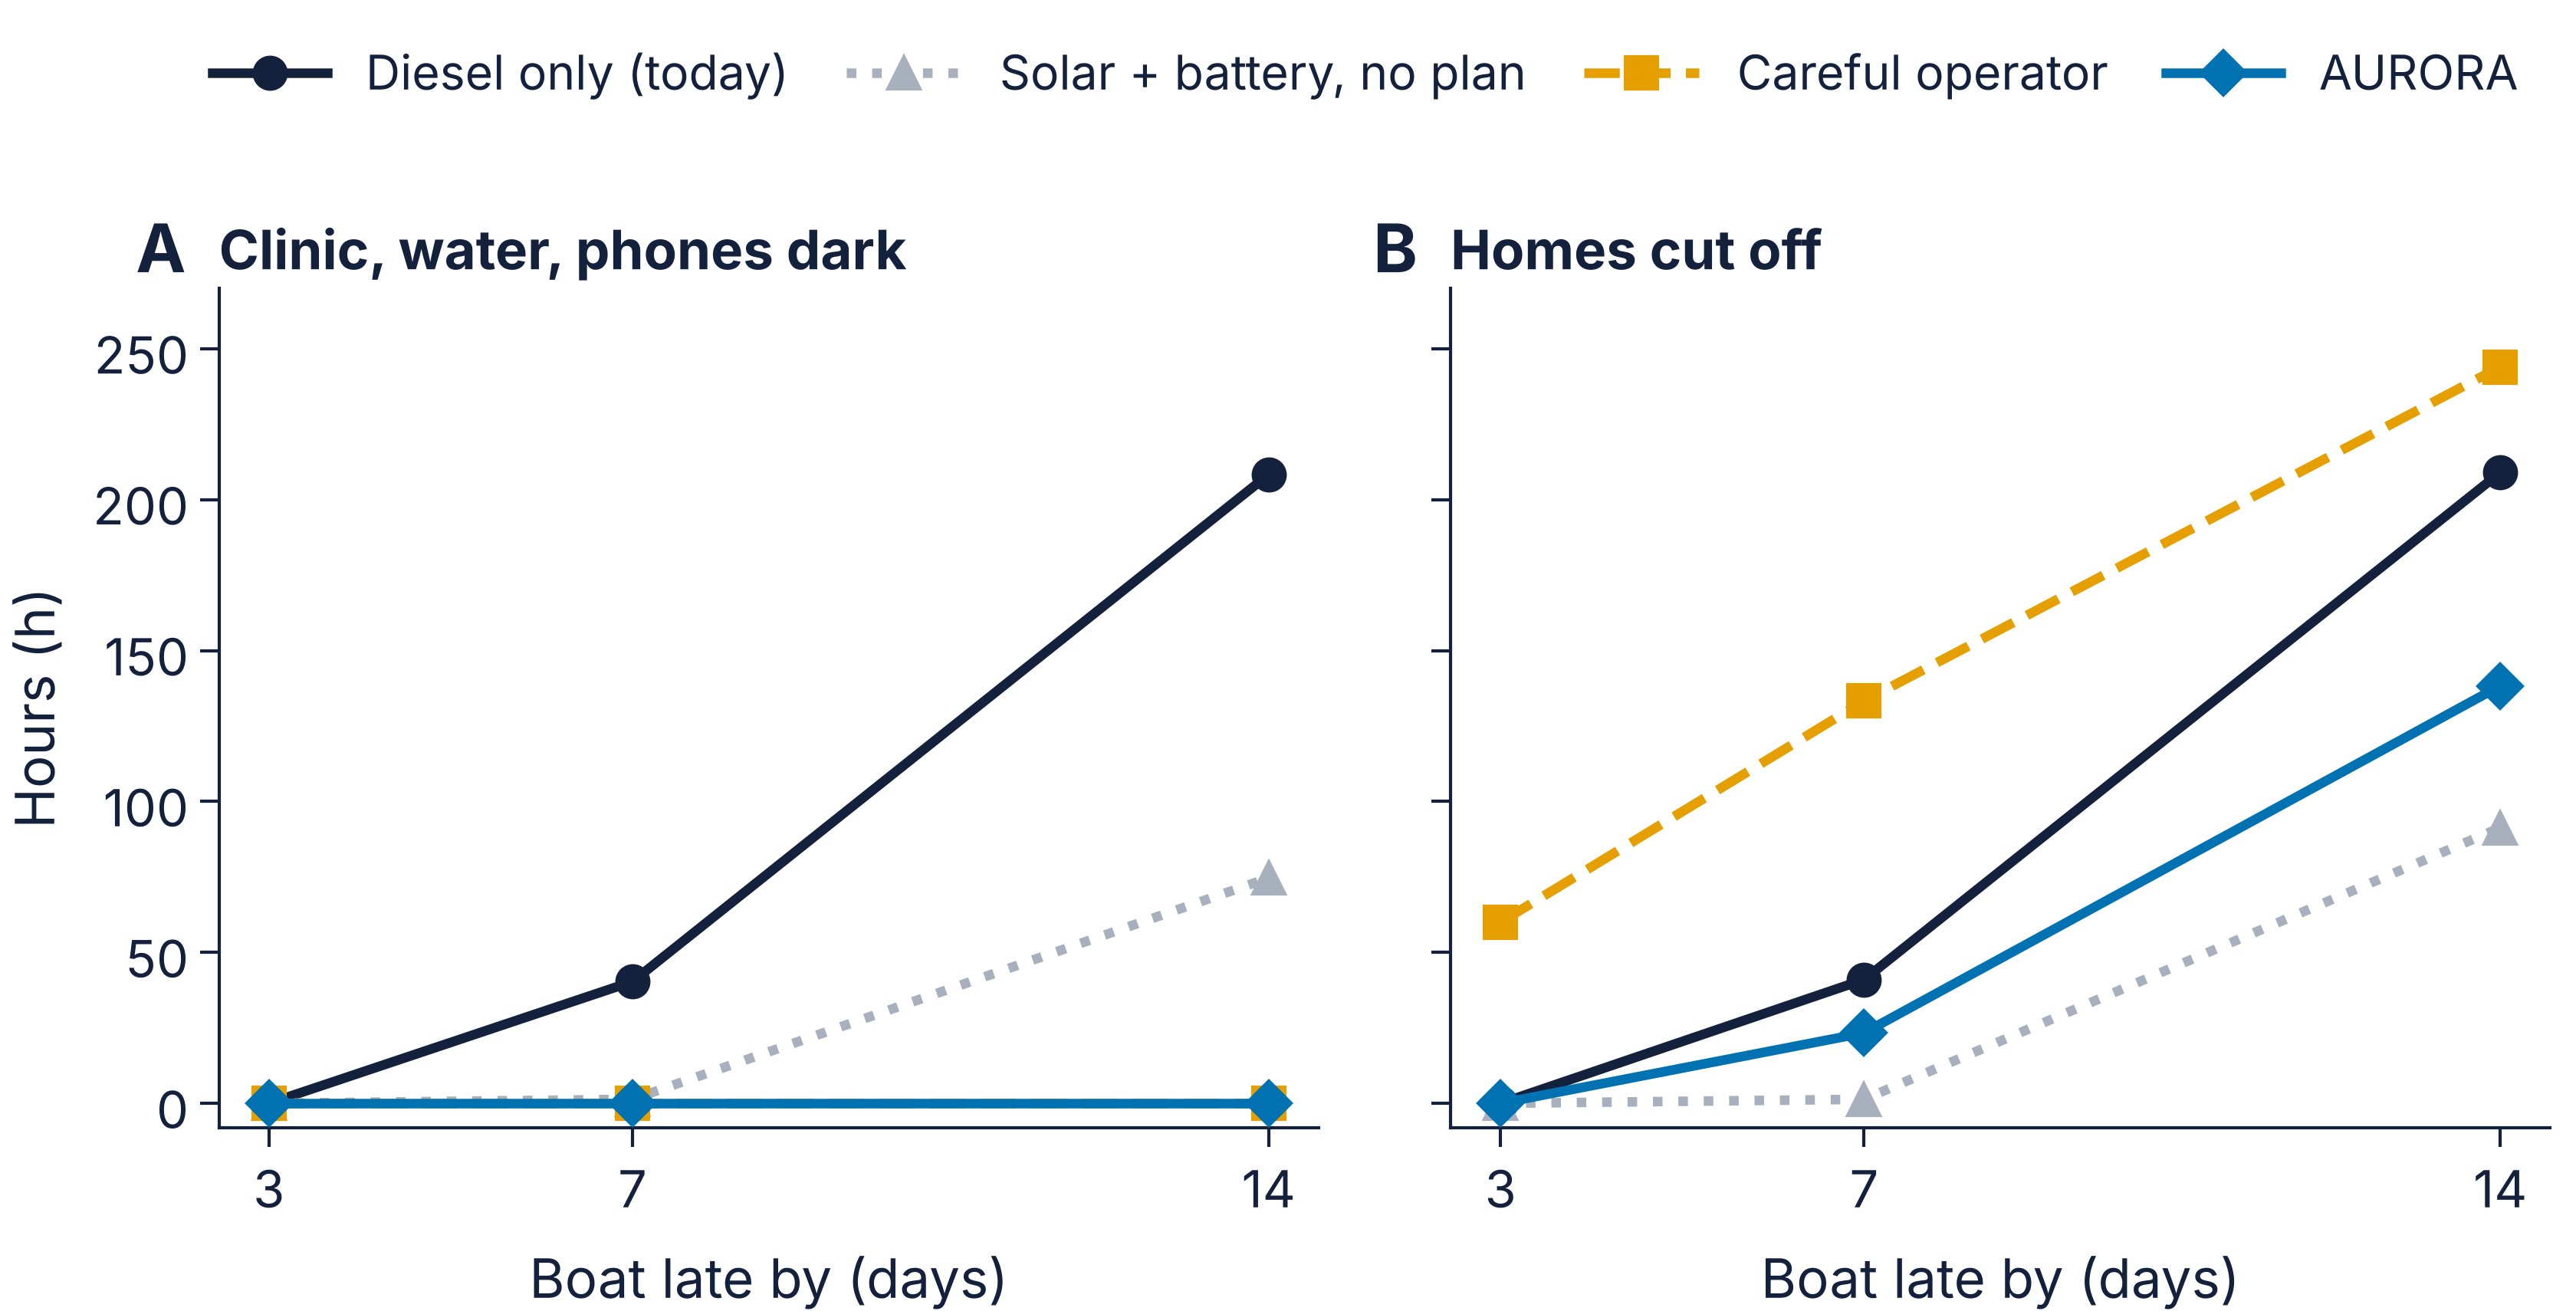 Diesel only (today) Solar + battery, no plan Careful operator AURORA
A Clinic, water, phones dark
Hours (h)
250
200
150
100
50
0
3 7 14
Boat late by (days)
B Homes cut off
3 7 14
Boat late by (days)